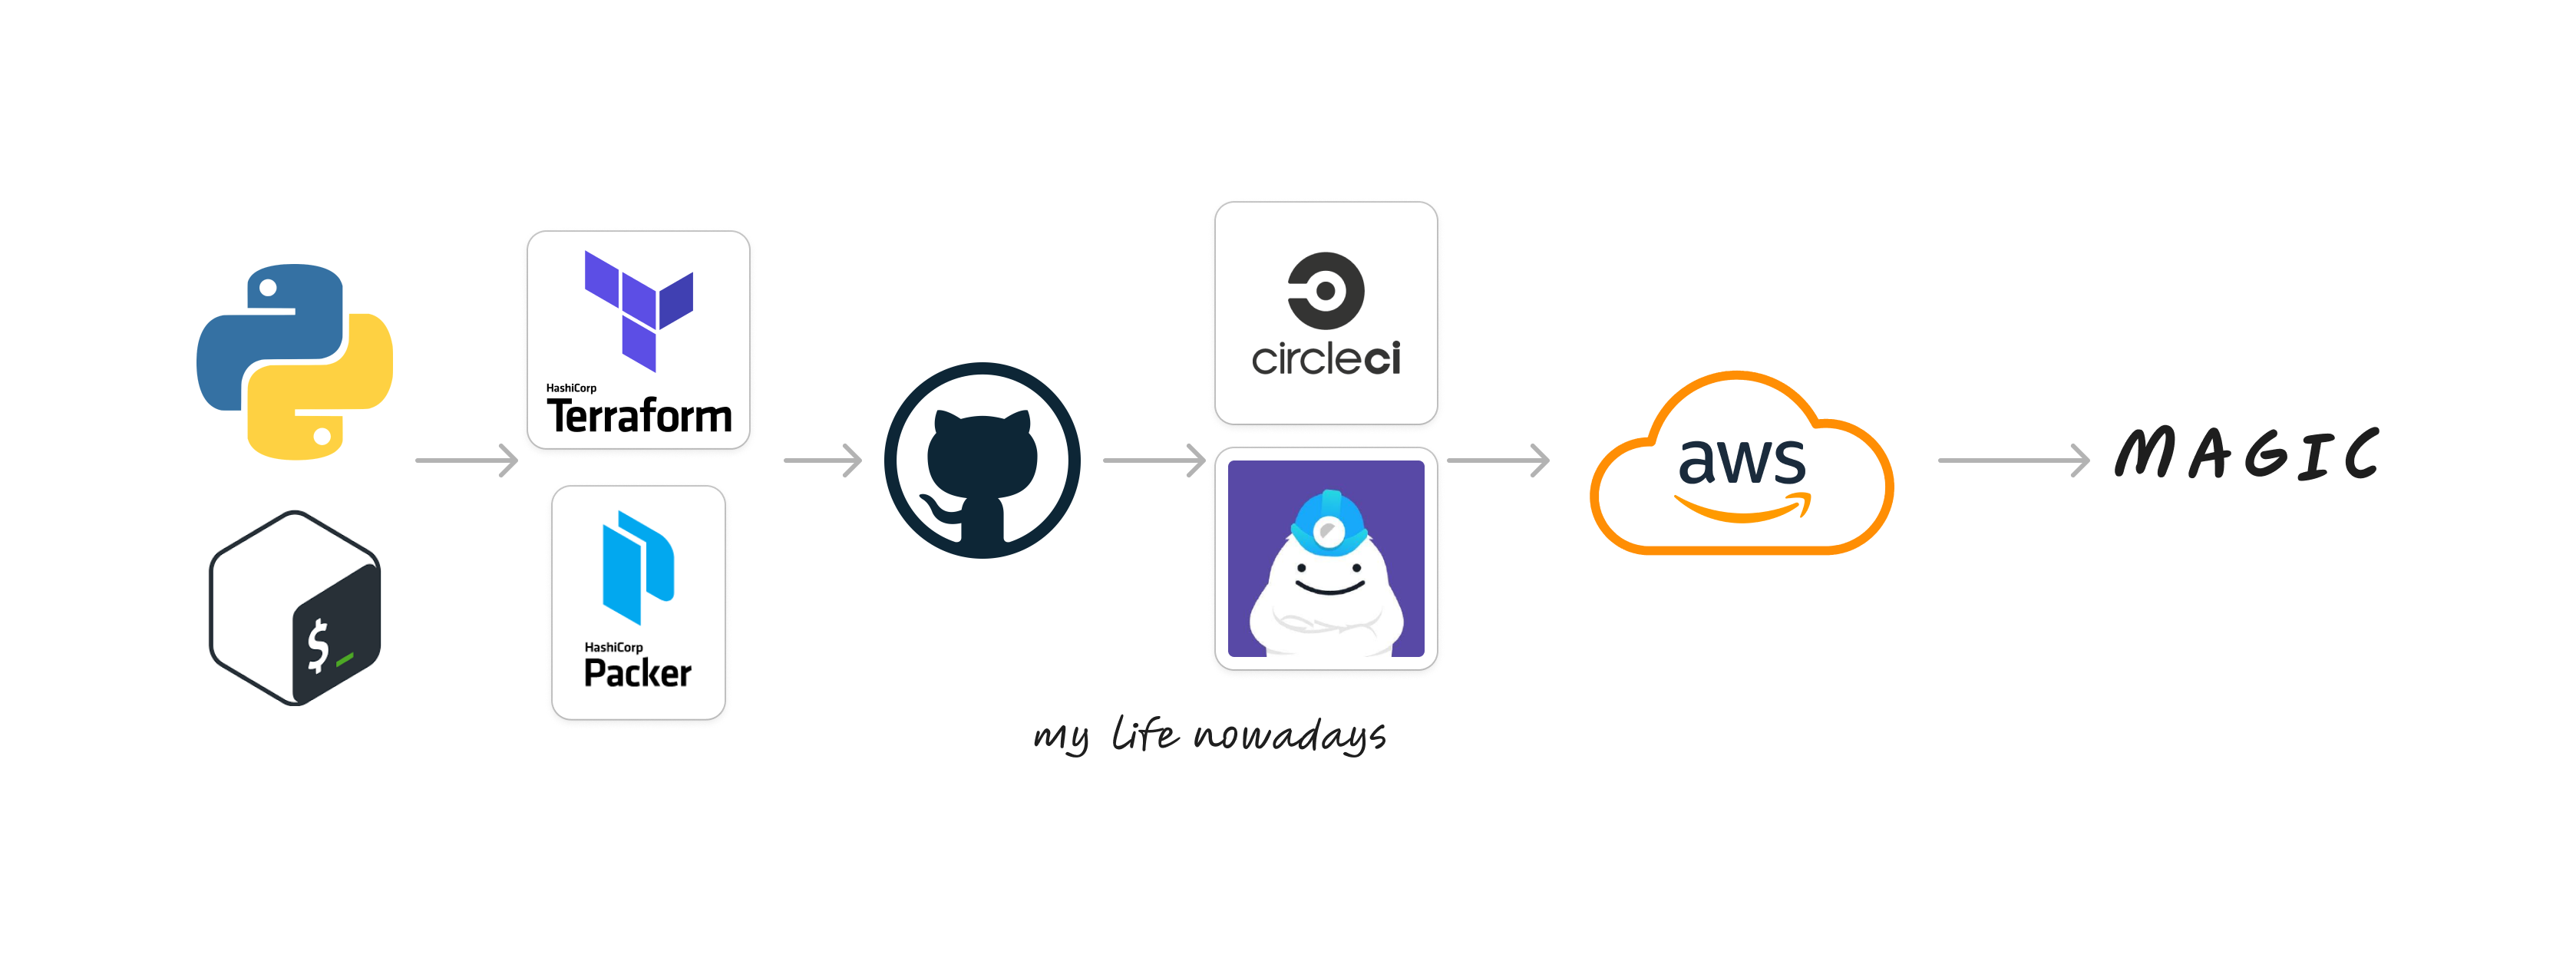 HashiCorp
Terraform
HashiCorp
Packer
$_
circleci
aws
MAGIC
my life nowadays